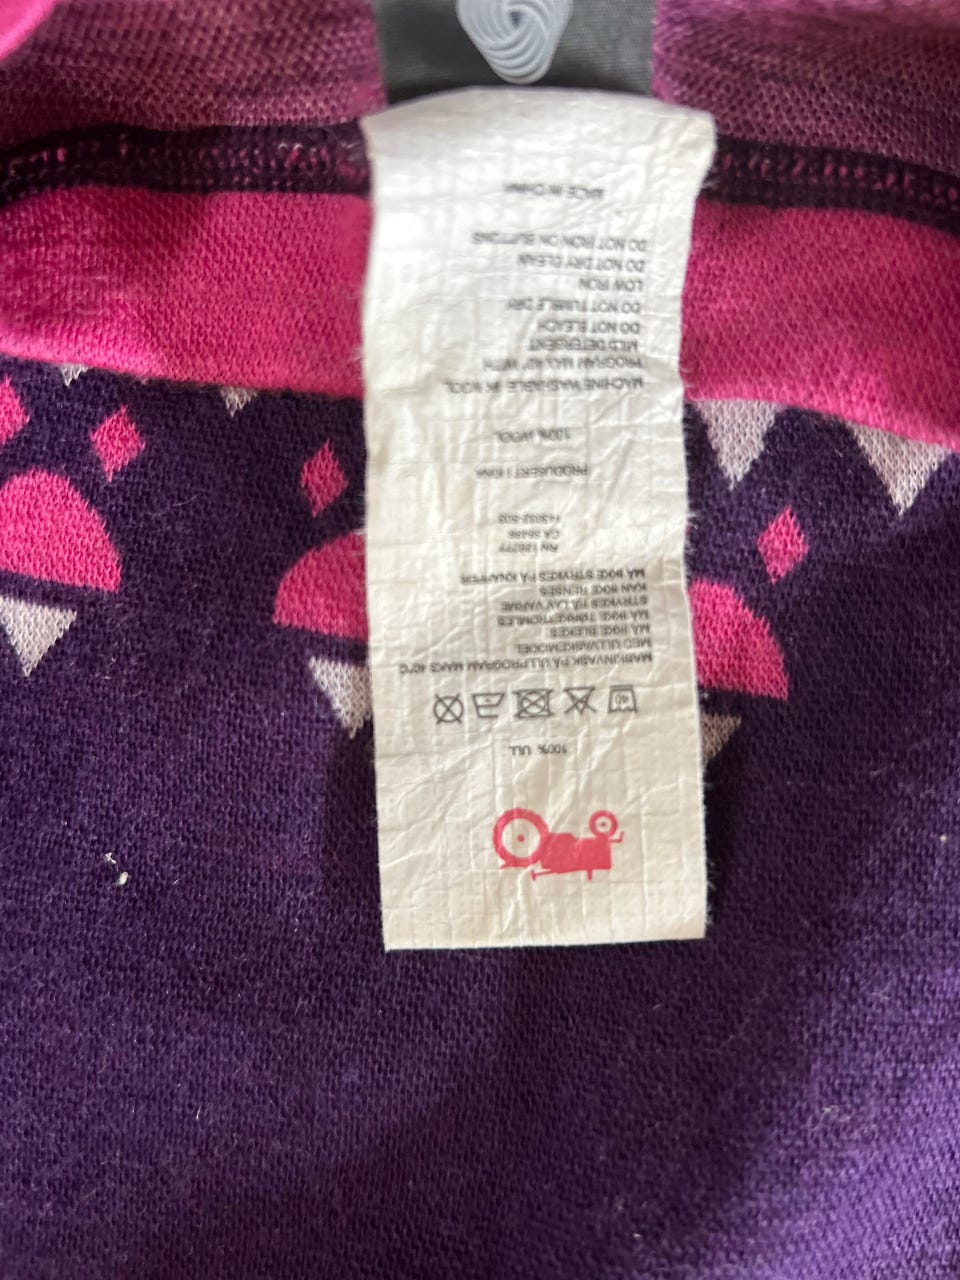 100% ULL
40
MASKINVASK PÅ ULLPROGRAM MAKS 40°C
MED ULLVASKEMIDDEL
MÅ IKKE BLEKES
MÅ IKKE TØRKETROMLES
STRYKES PÅ LAV VARME
KAN IKKE RENSES
MÅ IKKE STRYKES PÅ KNAPPER
RN 126277
CA 35486
PRODUSERT I KINA
100% WOOL
MACHINE WASHABLE IN WOOL
PROGRAM MAX 40° WITH
MILD DETERGENT
DO NOT BLEACH
DO NOT TUMBLE DRY
LOW IRON
DO NOT DRY CLEAN
DO NOT IRON ON BUTTONS
MADE IN CHINA